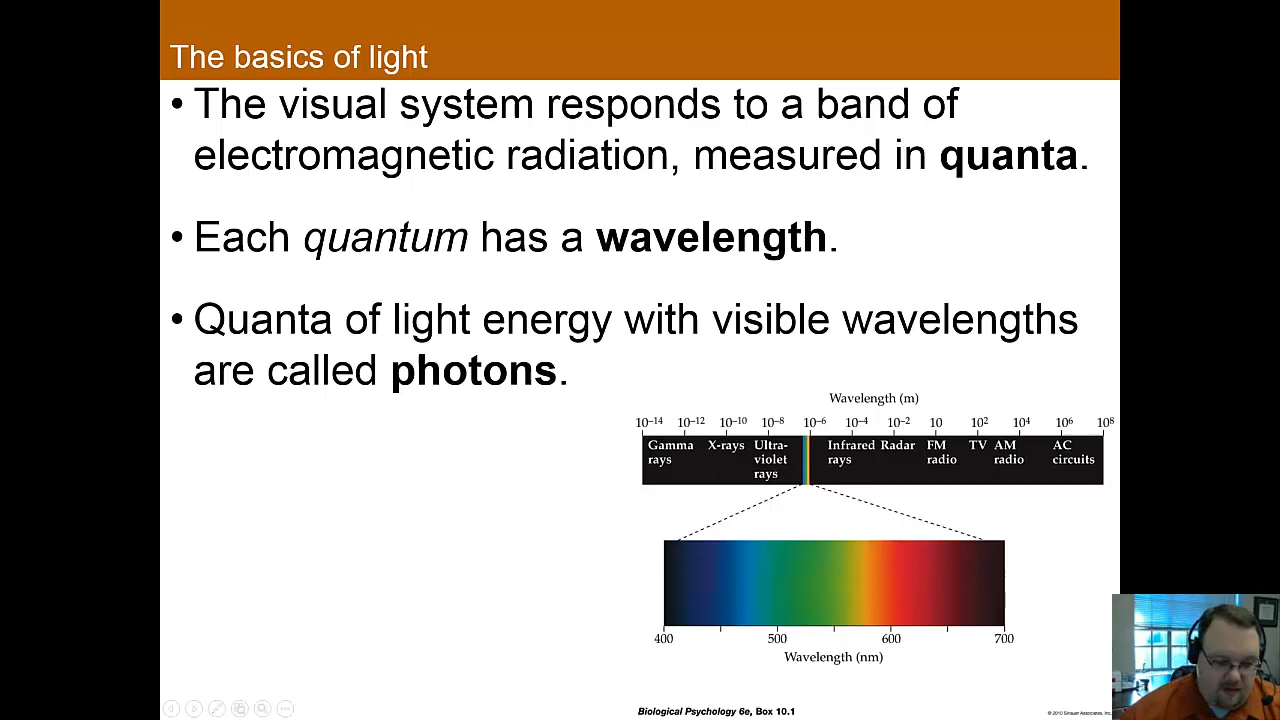 The basics of light
• The visual system responds to a band of
electromagnetic radiation, measured in quanta.
• Each quantum has a wavelength.
• Quanta of light energy with visible wavelengths
are called photons.
Wavelength (m)
10–14 10–12 10–10 10–8 10–6 10–4 10–2 10 102 104 106 108
Gamma X-rays Ultra- Infrared Radar FM TV AM AC
rays violet rays radio radio circuits
rays
400 500 600 700
Wavelength (nm)
Biological Psychology 6e, Box 10.1
© 2010 Sinauer Associates, Inc.